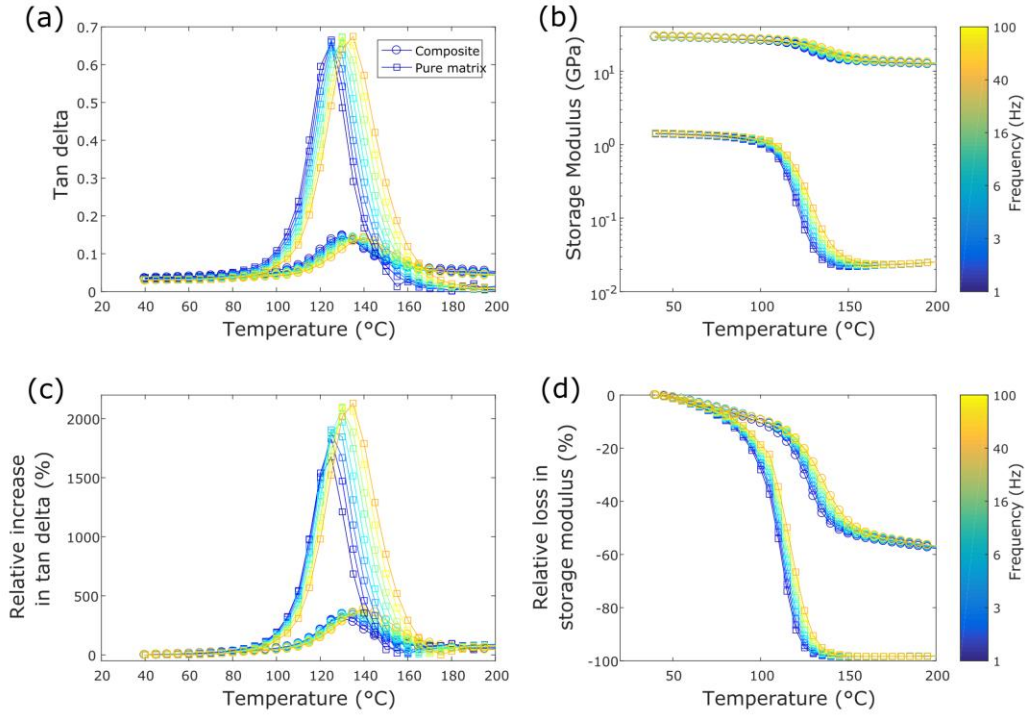 (a)
0.7
0.6
0.5
0.4
0.3
0.2
0.1
0
Tan delta
Composite
Pure matrix
20 40 60 80 100 120 140 160 180 200
Temperature (°C)
(b)
10^1
10^0
10^-1
10^-2
Storage Modulus (GPa)
50 100 150 200
Temperature (°C)
100
40
16
6
3
1
Frequency (Hz)
(c)
2000
1500
1000
500
0
Relative increase
in tan delta (%)
20 40 60 80 100 120 140 160 180 200
Temperature (°C)
(d)
0
-20
-40
-60
-80
-100
Relative loss in
storage modulus (%)
50 100 150 200
Temperature (°C)
100
40
16
6
3
1
Frequency (Hz)